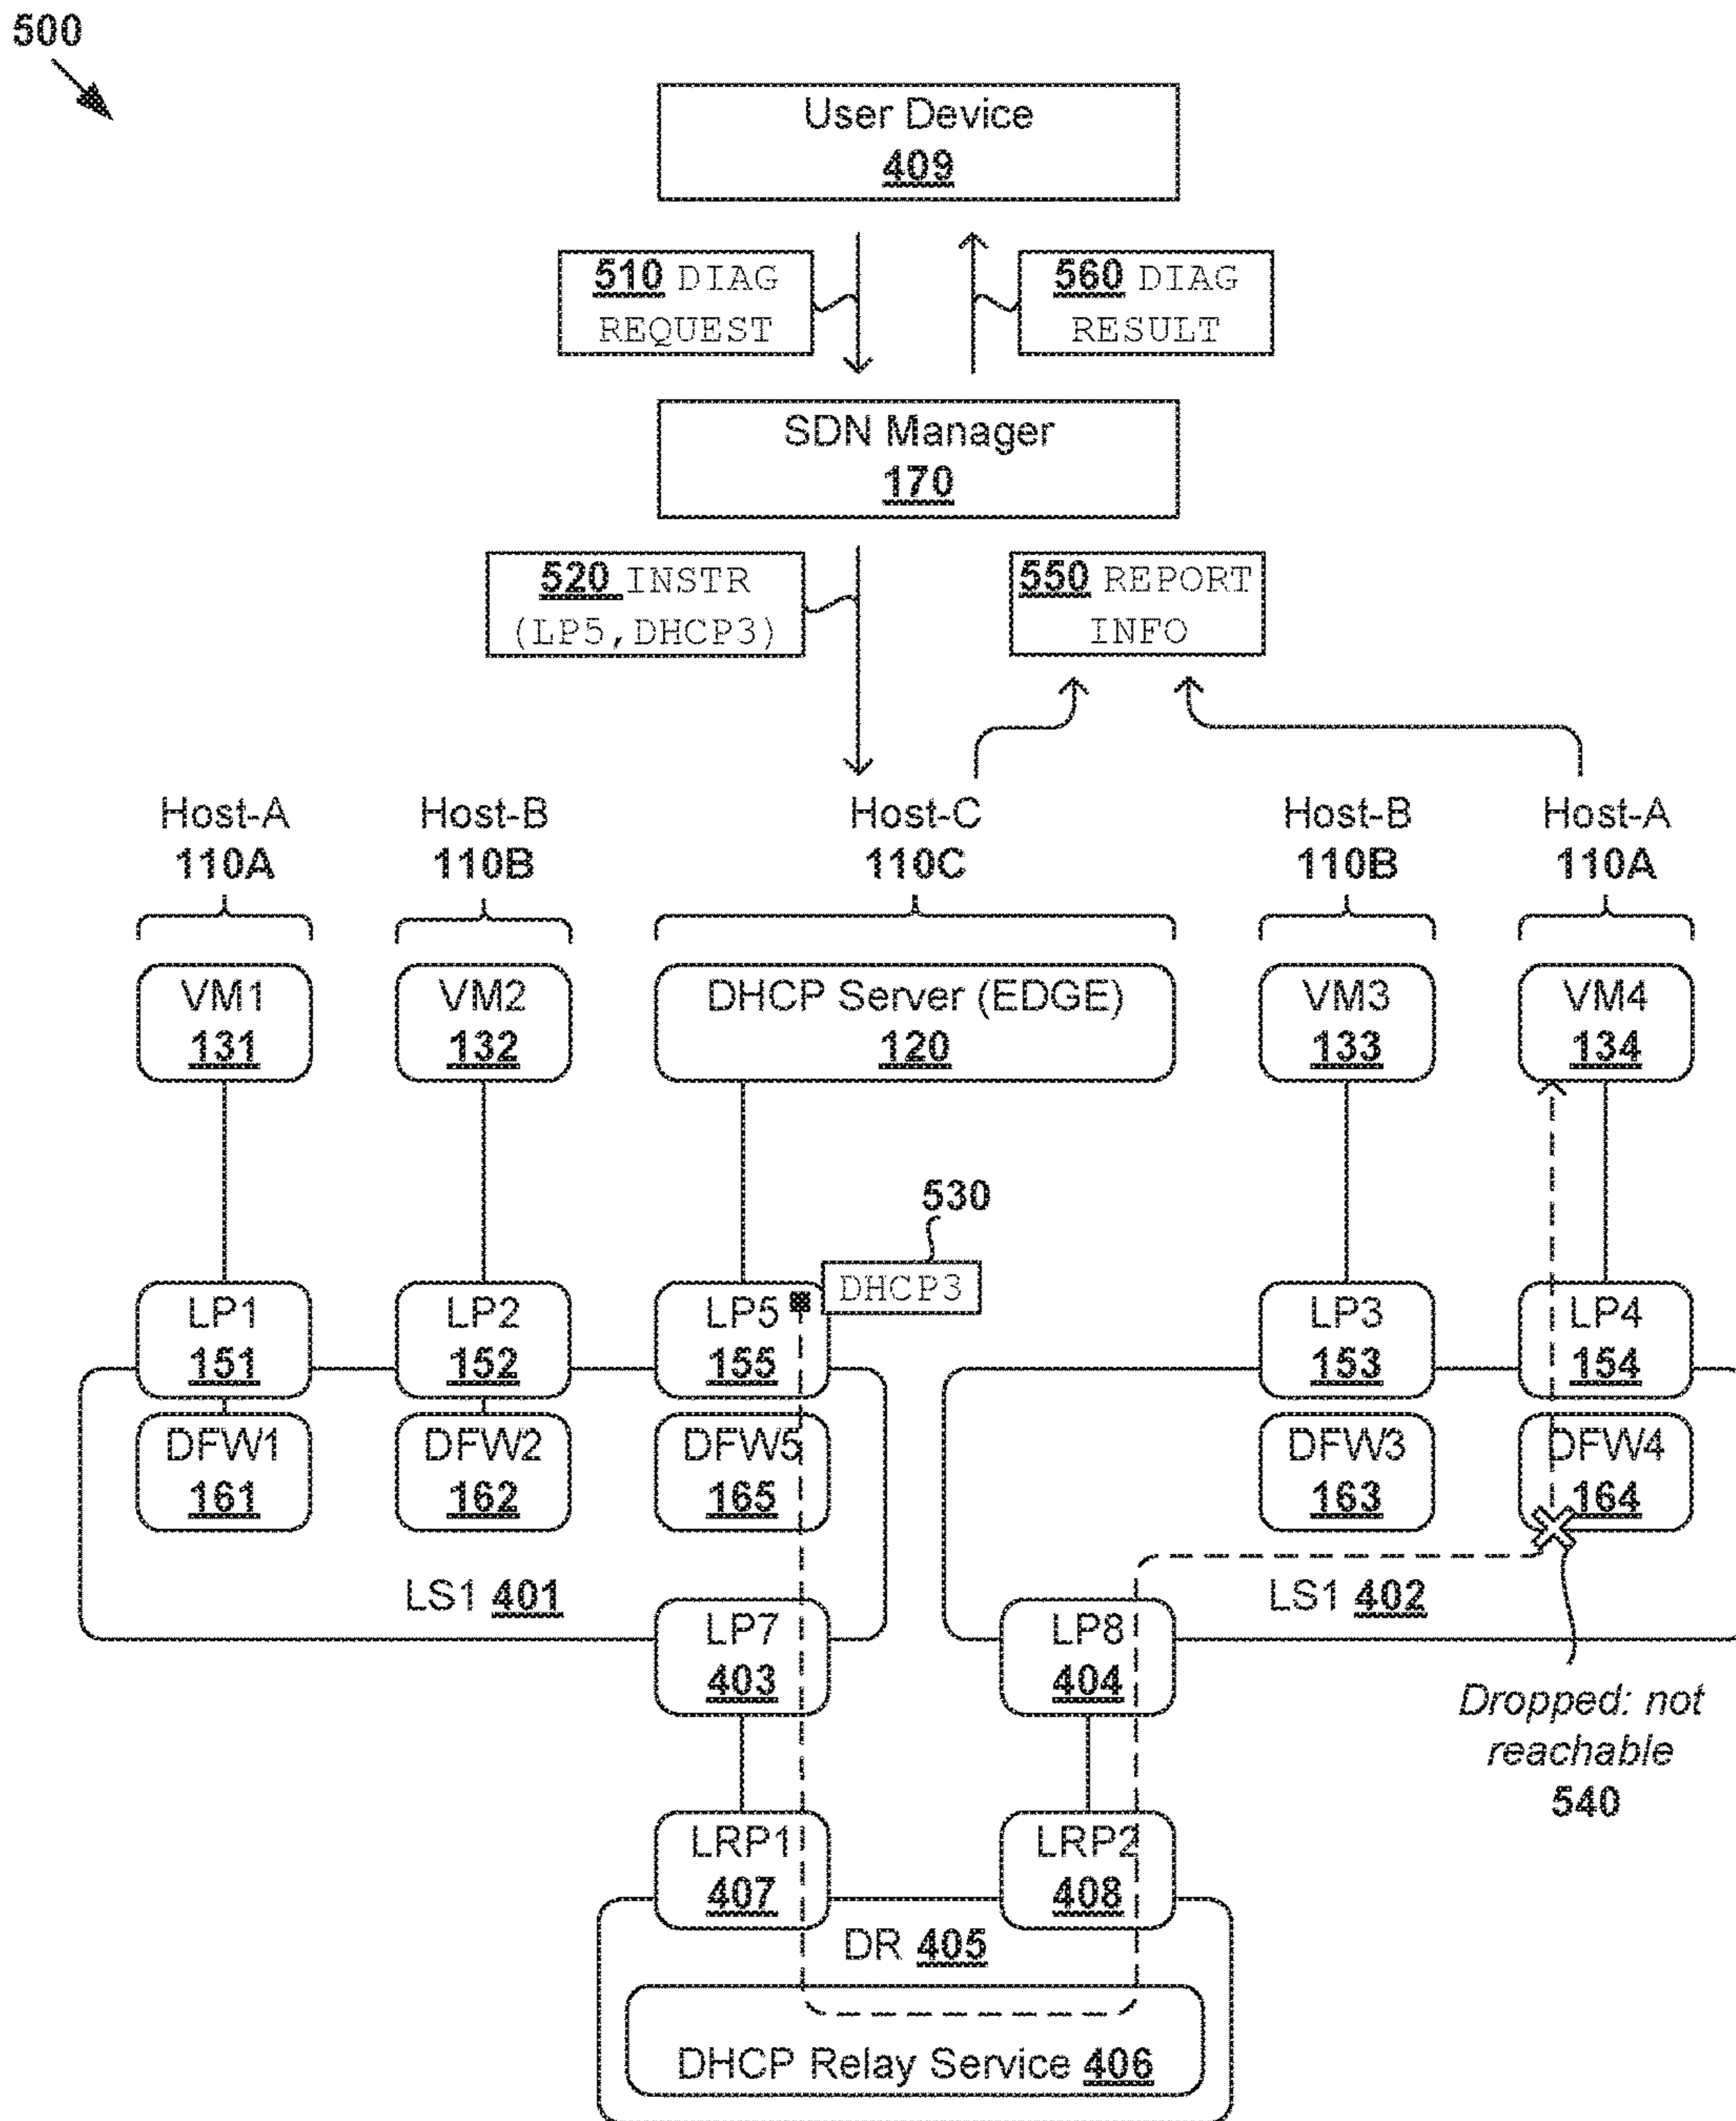 500
User Device
409
510 DIAG
REQUEST
560 DIAG
RESULT
SDN Manager
170
520 INSTR
(LP5,DHCP3)
550 REPORT
INFO
Host-A
110A
Host-B
110B
Host-C
110C
Host-B
110B
Host-A
110A
VM1
131
VM2
132
DHCP Server (EDGE)
120
VM3
133
VM4
134
530
DHCP3
LP1
151
LP2
152
LP5
155
LP3
153
LP4
154
DFW1
161
DFW2
162
DFW5
165
DFW3
163
DFW4
164
LS1 401
LS1 402
LP7
403
LP8
404
Dropped: not
reachable
540
LRP1
407
LRP2
408
DR 405
DHCP Relay Service 406